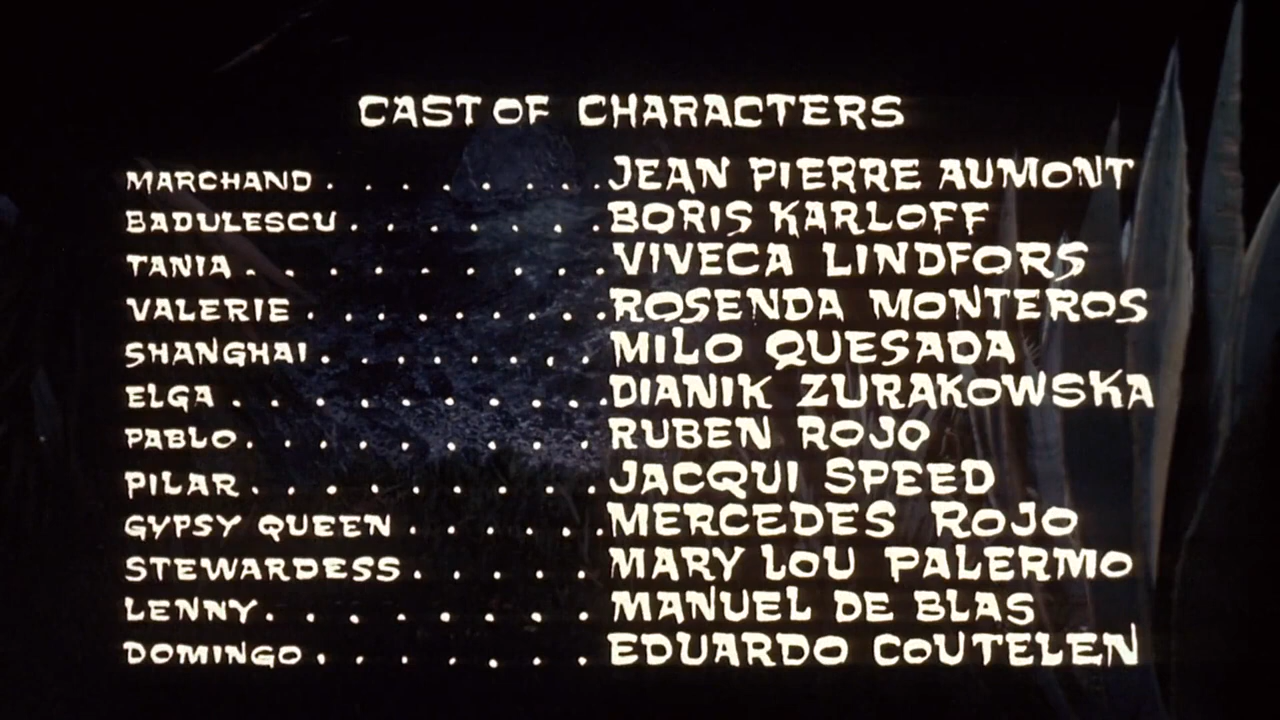 CAST OF CHARACTERS
MARCHAND . . . . . . . . JEAN PIERRE AUMONT
BADULESCU . . . . . . . . BORIS KARLOFF
TANIA . . . . . . . . . . VIVECA LINDFORS
VALERIE . . . . . . . . . ROSENDA MONTEROS
SHANGHAI . . . . . . . . MILO QUESADA
ELGA . . . . . . . . . . DIANIK ZURAKOWSKA
PABLO . . . . . . . . . . RUBEN ROJO
PILAR . . . . . . . . . . JACQUI SPEED
GYPSY QUEEN . . . . . . . MERCEDES ROJO
STEWARDESS . . . . . MARY LOU PALERMO
LENNY . . . . . . . . . MANUEL DE BLAS
DOMINGO . . . . . . . . EDUARDO COUTELEN